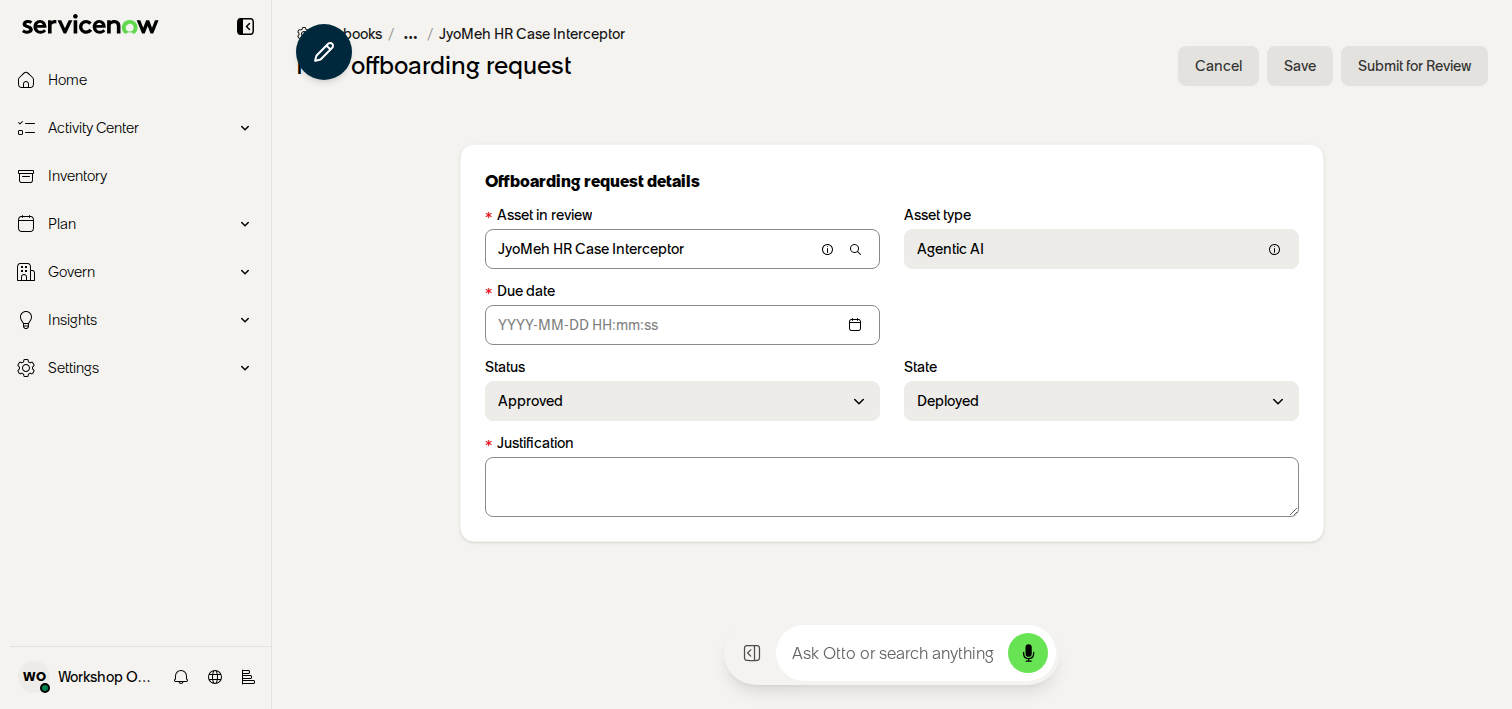 servicenow
Home
Activity Center
Inventory
Plan
Govern
Insights
Settings
WO
Workshop O...
books / ... / JyoMeh HR Case Interceptor
offboarding request
Cancel
Save
Submit for Review
Offboarding request details
* Asset in review
JyoMeh HR Case Interceptor
Asset type
Agentic AI
* Due date
YYYY-MM-DD HH:mm:ss
Status
Approved
State
Deployed
* Justification
Ask Otto or search anything